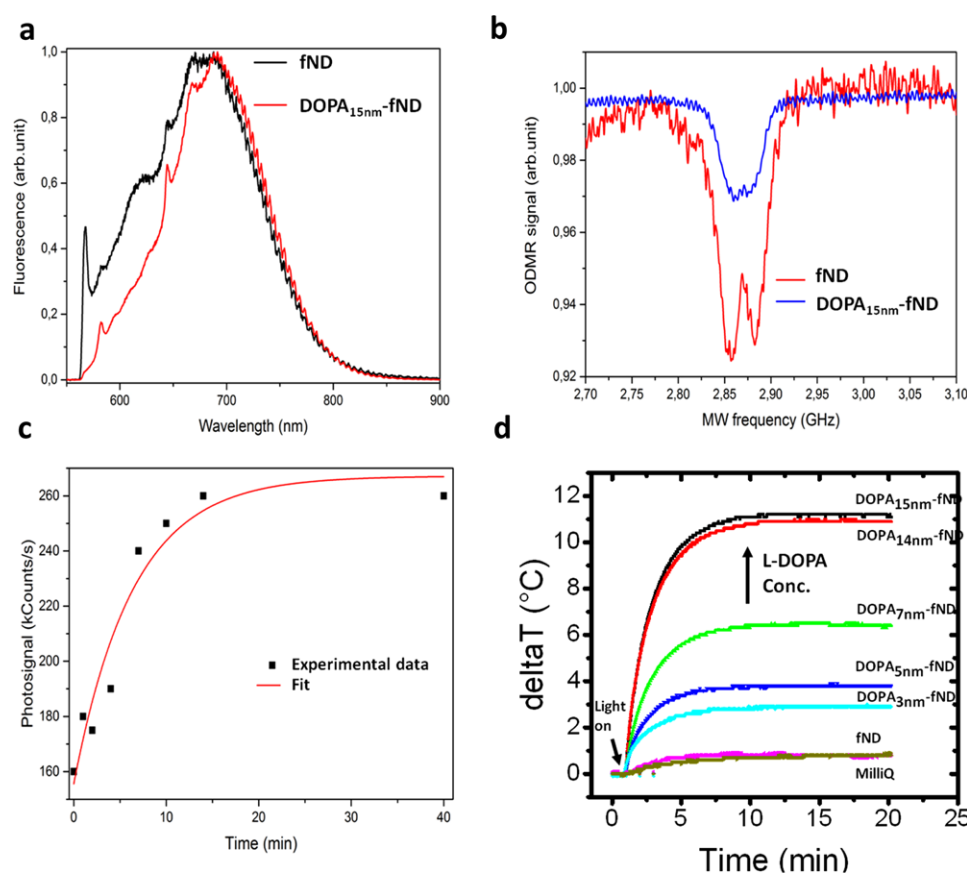 a
1,0
0,8
0,6
0,4
0,2
0,0
Fluorescence (arb.unit)
fND
DOPA15nm-fND
600
700
800
900
Wavelength (nm)
b
1,00
0,98
0,96
0,94
0,92
ODMR signal (arb.unit)
fND
DOPA15nm-fND
2,70
2,75
2,80
2,85
2,90
2,95
3,00
3,05
3,10
MW frequency (GHz)
c
260
240
220
200
180
160
Photosignal (kCounts/s)
Experimental data
Fit
0
10
20
30
40
Time (min)
d
12
10
8
6
4
2
0
deltaT (°C)
Light
on
L-DOPA
Conc.
DOPA15nm-fND
DOPA14nm-fND
DOPA7nm-fND
DOPA5nm-fND
DOPA3nm-fND
fND
MilliQ
0
5
10
15
20
25
Time (min)